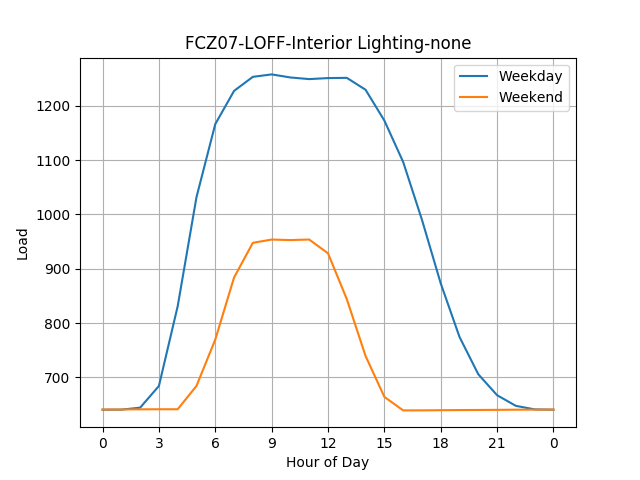 FCZ07-LOFF-Interior Lighting-none
Weekday
Weekend
Load
1200
1100
1000
900
800
700
0 3 6 9 12 15 18 21 0
Hour of Day